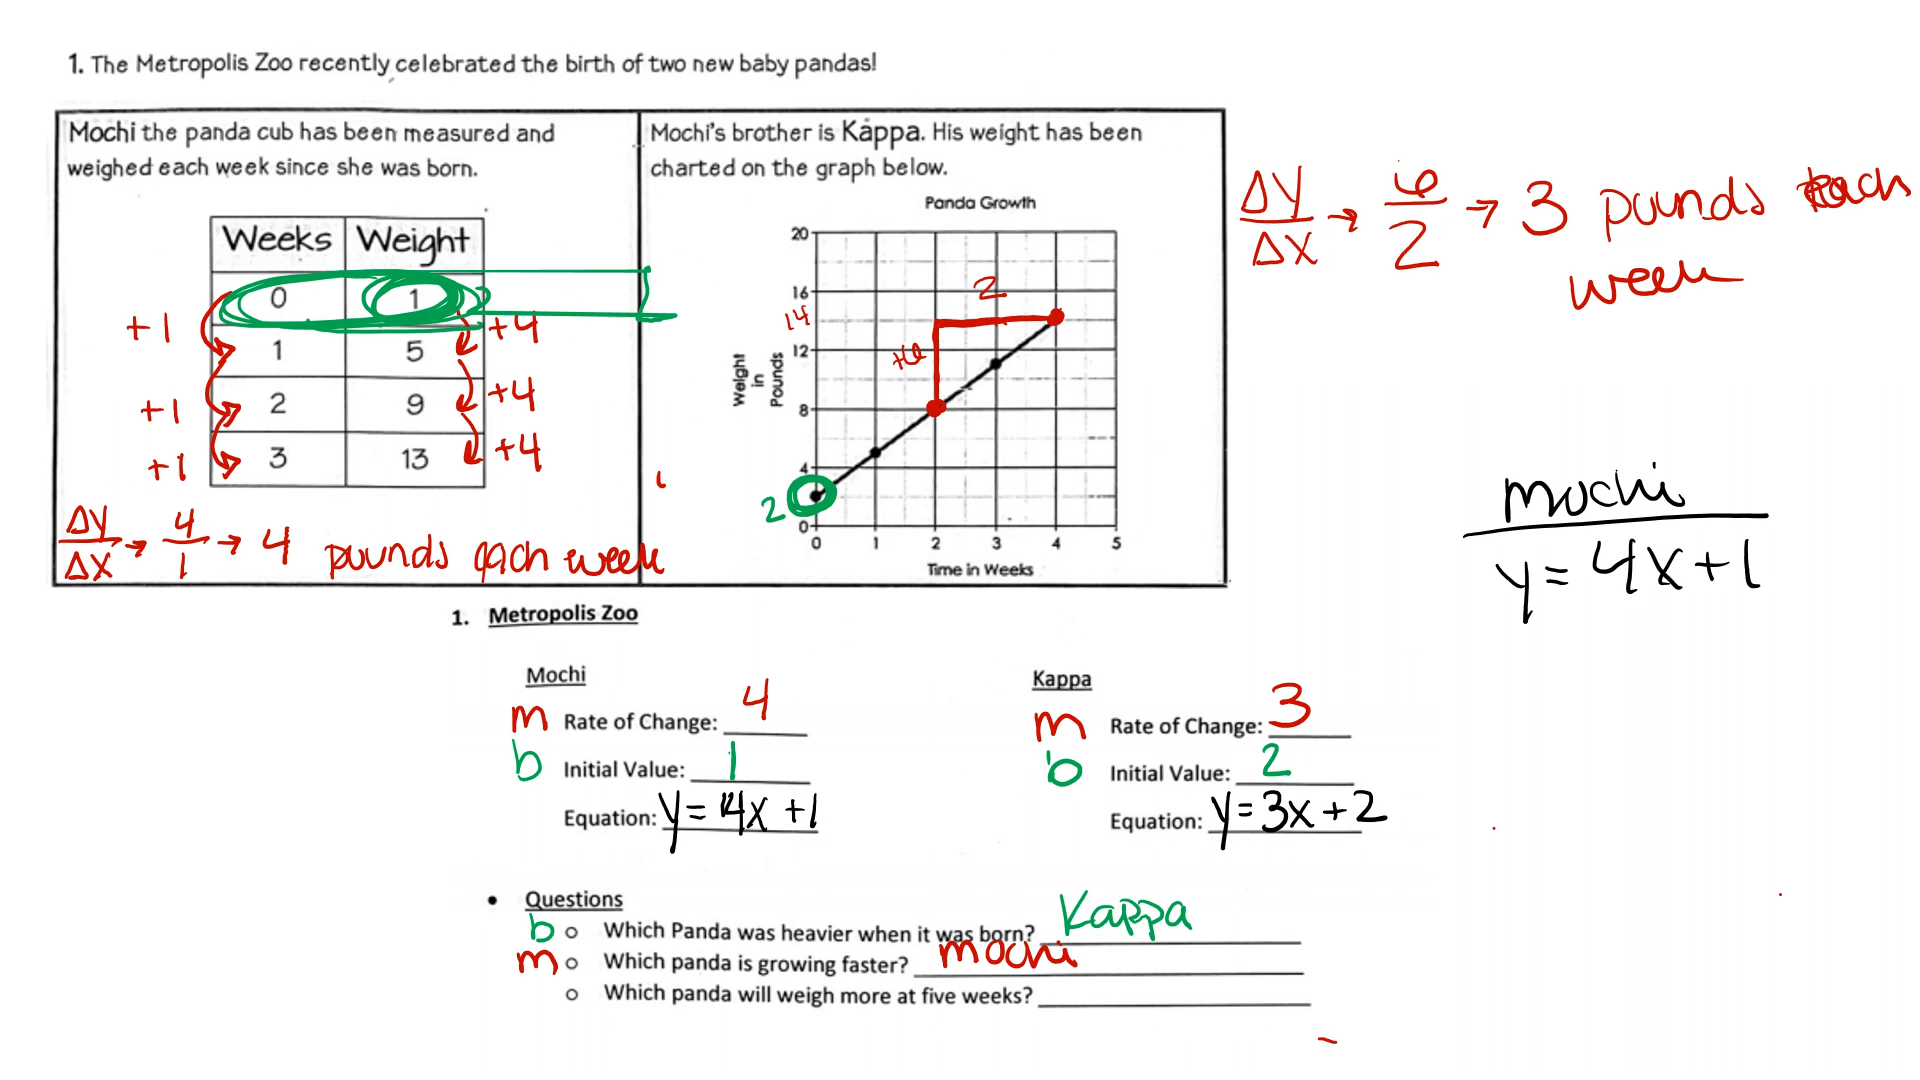 1. The Metropolis Zoo recently celebrated the birth of two new baby pandas!
Mochi the panda cub has been measured and
weighed each week since she was born.
Weeks Weight
0 1
1 5
2 9
3 13
+1 +4
+1 +4
+1 +4
Δy/Δx → 4/1 → 4 pounds each week
Mochi's brother is Kappa. His weight has been
charted on the graph below.
Panda Growth
20
16
14
12
8
4
2
0
Weight
in
Pounds
2
+6
0 1 2 3 4 5
Time in Weeks
Δy/Δx → 6/2 → 3 pounds each
week
mochi
y = 4x+1
1. Metropolis Zoo
Mochi
m Rate of Change: 4
b Initial Value: 1
Equation: y = 4x +1
Kappa
m Rate of Change: 3
b Initial Value: 2
Equation: y = 3x + 2
• Questions
b o Which Panda was heavier when it was born? Kappa
m o Which panda is growing faster? mochi
o Which panda will weigh more at five weeks?